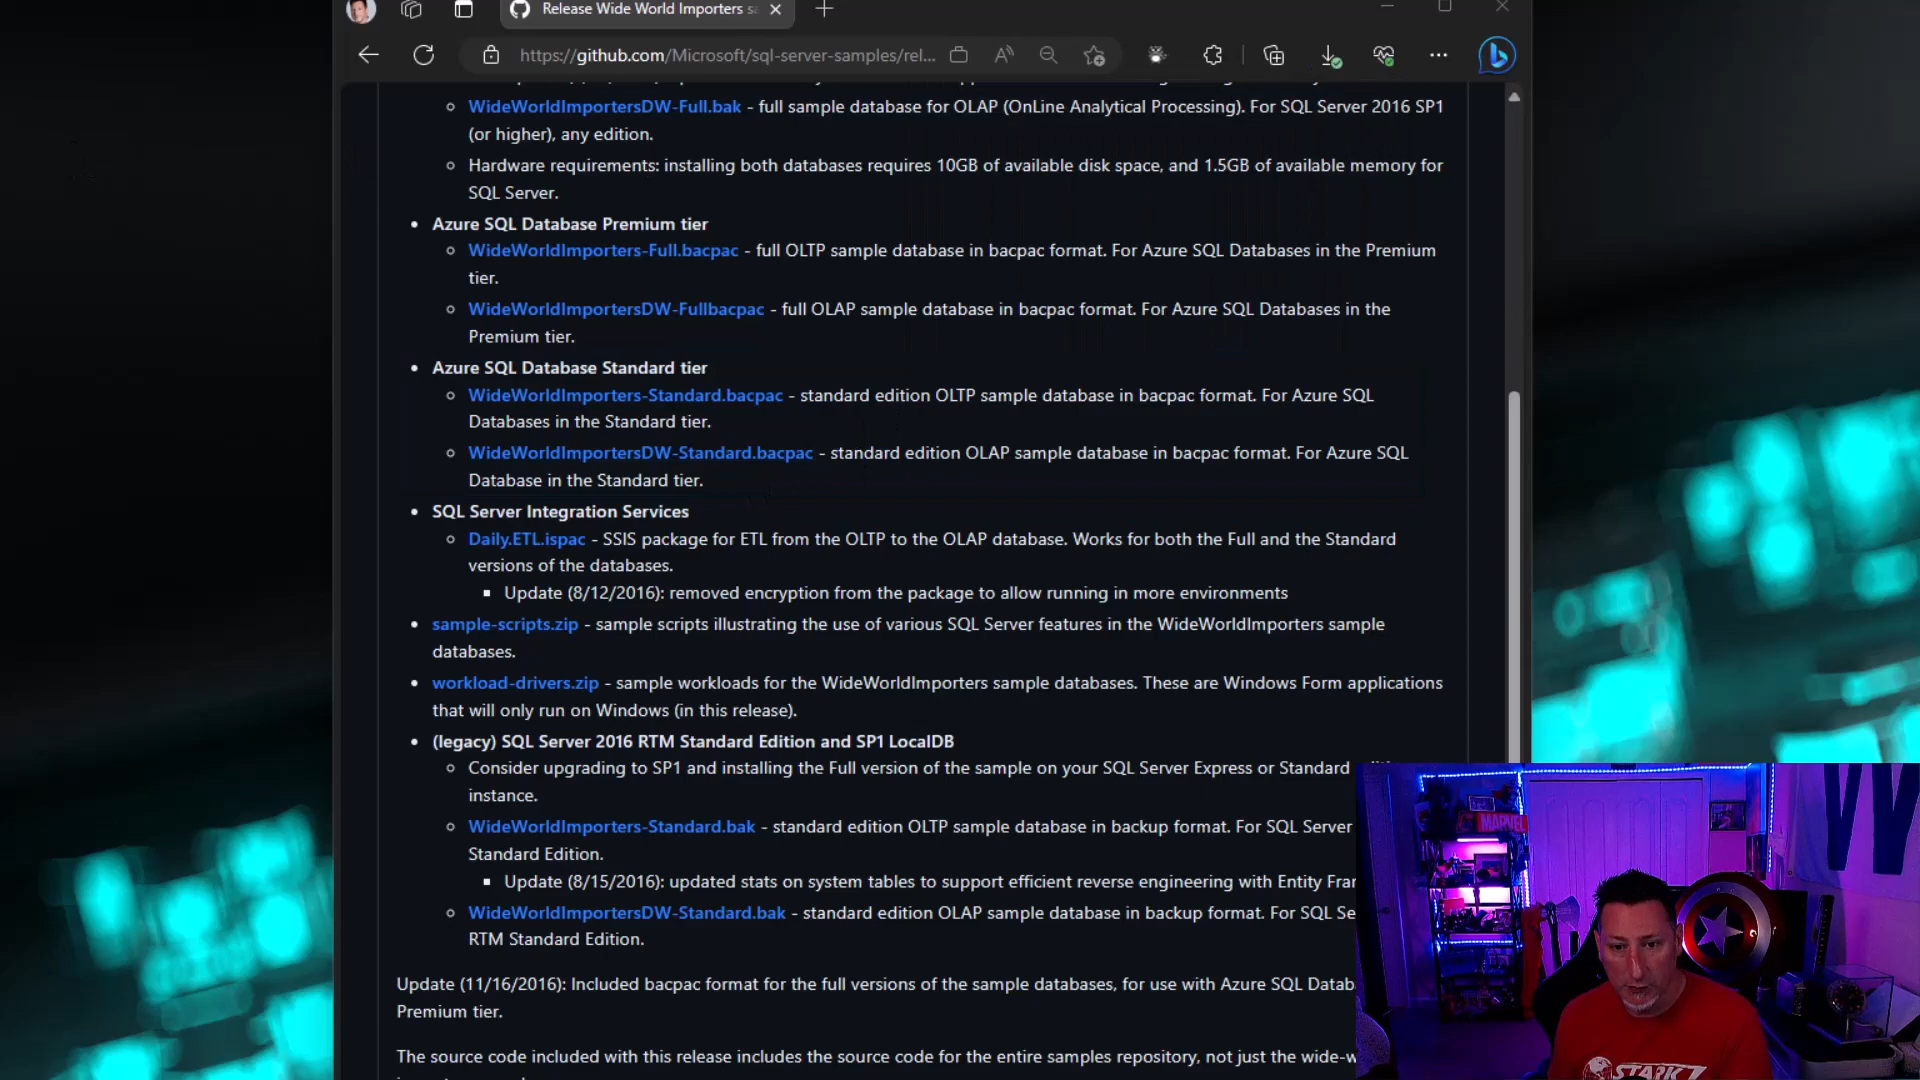 Release Wide World Importers sa
https://github.com/Microsoft/sql-server-samples/rel...
WideWorldImportersDW-Full.bak - full sample database for OLAP (OnLine Analytical Processing). For SQL Server 2016 SP1
(or higher), any edition.
Hardware requirements: installing both databases requires 10GB of available disk space, and 1.5GB of available memory for
SQL Server.
Azure SQL Database Premium tier
WideWorldImporters-Full.bacpac - full OLTP sample database in bacpac format. For Azure SQL Databases in the Premium
tier.
WideWorldImportersDW-Fullbacpac - full OLAP sample database in bacpac format. For Azure SQL Databases in the
Premium tier.
Azure SQL Database Standard tier
WideWorldImporters-Standard.bacpac - standard edition OLTP sample database in bacpac format. For Azure SQL
Databases in the Standard tier.
WideWorldImportersDW-Standard.bacpac - standard edition OLAP sample database in bacpac format. For Azure SQL
Database in the Standard tier.
SQL Server Integration Services
Daily.ETL.ispac - SSIS package for ETL from the OLTP to the OLAP database. Works for both the Full and the Standard
versions of the databases.
Update (8/12/2016): removed encryption from the package to allow running in more environments
sample-scripts.zip - sample scripts illustrating the use of various SQL Server features in the WideWorldImporters sample
databases.
workload-drivers.zip - sample workloads for the WideWorldImporters sample databases. These are Windows Form applications
that will only run on Windows (in this release).
(legacy) SQL Server 2016 RTM Standard Edition and SP1 LocalDB
Consider upgrading to SP1 and installing the Full version of the sample on your SQL Server Express or Standard
instance.
WideWorldImporters-Standard.bak - standard edition OLTP sample database in backup format. For SQL Server
Standard Edition.
Update (8/15/2016): updated stats on system tables to support efficient reverse engineering with Entity Fra
WideWorldImportersDW-Standard.bak - standard edition OLAP sample database in backup format. For SQL Se
RTM Standard Edition.
Update (11/16/2016): Included bacpac format for the full versions of the sample databases, for use with Azure SQL Datab
Premium tier.
The source code included with this release includes the source code for the entire samples repository, not just the wide-w
MARVEL
STARK